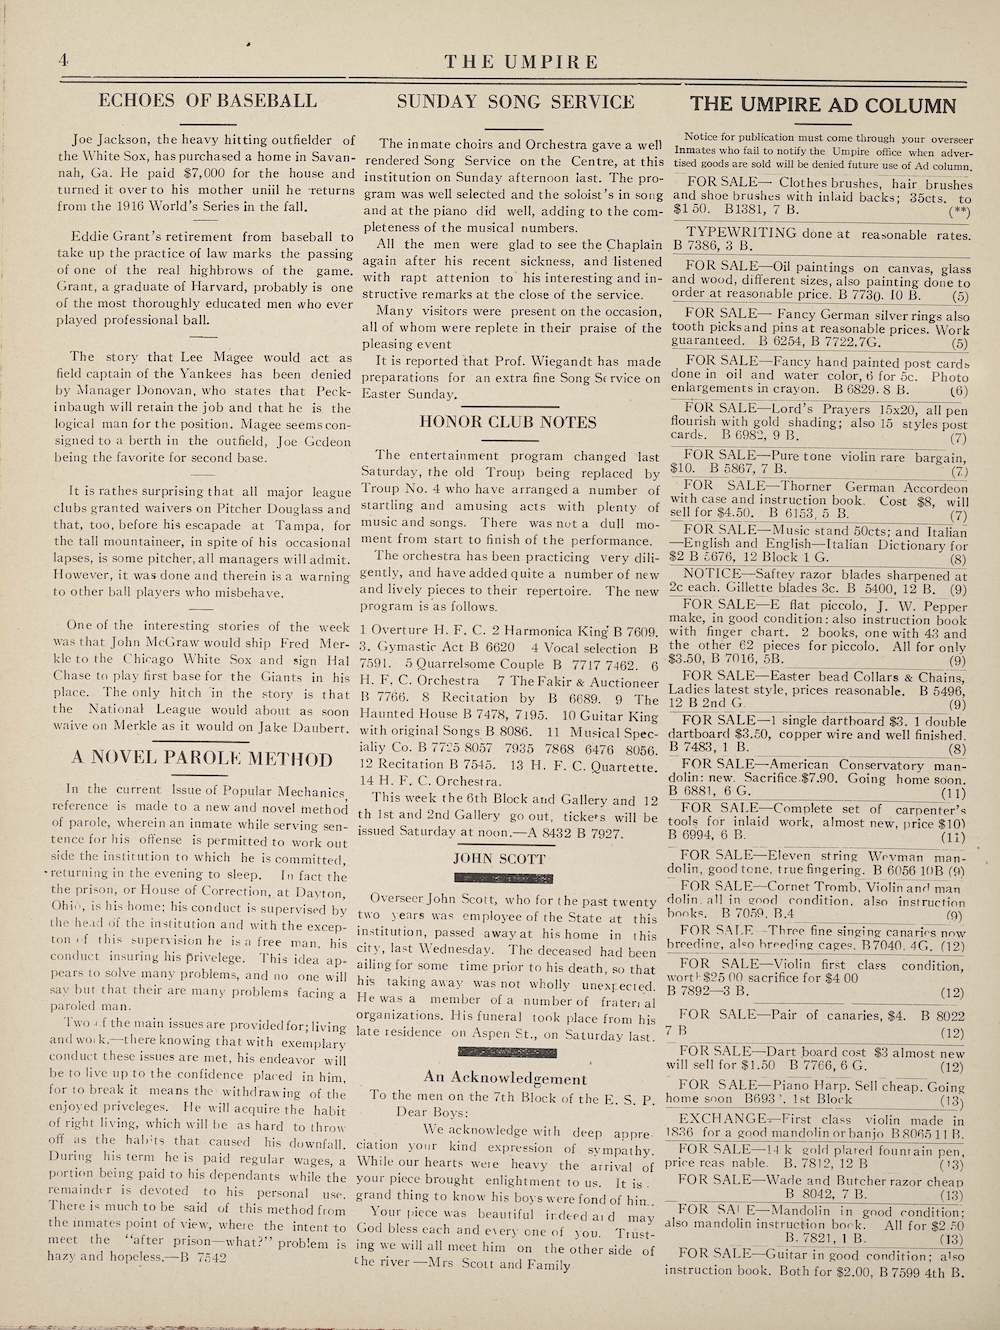 4
THE UMPIRE
ECHOES OF BASEBALL
Joe Jackson, the heavy hitting outfielder of
the White Sox, has purchased a home in Savan-
nah, Ga. He paid $7,000 for the house and
turned it over to his mother uniil he returns
from the 1916 World's Series in the fall.
Eddie Grant's retirement from baseball to
take up the practice of law marks the passing
of one of the real highbrows of the game.
Grant, a graduate of Harvard, probably is one
of the most thoroughly educated men who ever
played professional ball.
The story that Lee Magee would act as
field captain of the Yankees has been denied
by Manager Donovan, who states that Peck-
inbaugh will retain the job and that he is the
logical man for the position. Magee seems con-
signed to a berth in the outfield, Joe Gedeon
being the favorite for second base.
It is rathes surprising that all major league
clubs granted waivers on Pitcher Douglass and
that, too, before his escapade at Tampa, for
the tall mountaineer, in spite of his occasional
lapses, is some pitcher, all managers will admit.
However, it was done and therein is a warning
to other ball players who misbehave.
One of the interesting stories of the week
was that John McGraw would ship Fred Mer-
kle to the Chicago White Sox and sign Hal
Chase to play first base for the Giants in his
place. The only hitch in the story is that
the National League would about as soon
waive on Merkle as it would on Jake Daubert.
A NOVEL PAROLE METHOD
In the current Issue of Popular Mechanics,
reference is made to a new and novel method
of parole, wherein an inmate while serving sen-
tence for his offense is permitted to work out
side the institution to which he is committed,
returning in the evening to sleep. In fact the
the prison, or House of Correction, at Dayton,
Ohio, is his home; his conduct is supervised by
the head of the institution and with the excep-
ton of this supervision he is a free man, his
conduct insuring his privelege. This idea ap-
pears to solve many problems, and no one will
say but that their are many problems facing a
paroled man.
Two of the main issues are provided for; living
and work,—there knowing that with exemplary
conduct these issues are met, his endeavor will
be to live up to the confidence placed in him,
for to break it means the withdrawing of the
enjoyed priveleges. He will acquire the habit
of right living, which will be as hard to throw
off as the habits that caused his downfall.
During his term he is paid regular wages, a
portion being paid to his dependants while the
remainder is devoted to his personal use.
There is much to be said of this method from
the inmates point of view, where the intent to
meet the "after prison—what?" problem is
hazy and hopeless.—B 7542
SUNDAY SONG SERVICE
The inmate choirs and Orchestra gave a well
rendered Song Service on the Centre, at this
institution on Sunday afternoon last. The pro-
gram was well selected and the soloist's in song
and at the piano did well, adding to the com-
pleteness of the musical numbers.
All the men were glad to see the Chaplain
again after his recent sickness, and listened
with rapt attenion to his interesting and in-
structive remarks at the close of the service.
Many visitors were present on the occasion,
all of whom were replete in their praise of the
pleasing event
It is reported that Prof. Wiegandt has made
preparations for an extra fine Song Service on
Easter Sunday.
HONOR CLUB NOTES
The entertainment program changed last
Saturday, the old Troup being replaced by
Troup No. 4 who have arranged a number of
startling and amusing acts with plenty of
music and songs. There was not a dull mo-
ment from start to finish of the performance.
The orchestra has been practicing very dili-
gently, and have added quite a number of new
and lively pieces to their repertoire. The new
program is as follows.
1 Overture H. F. C. 2 Harmonica King B 7609.
3. Gymastic Act B 6620 4 Vocal selection B
7591. 5 Quarrelsome Couple B 7717 7462. 6
H. F. C. Orchestra 7 The Fakir & Auctioneer
B 7766. 8 Recitation by B 6689. 9 The
Haunted House B 7478, 7195. 10 Guitar King
with original Songs B 8086. 11 Musical Spec-
ialiy Co. B 7725 8057 7935 7868 6476 8056.
12 Recitation B 7545. 13 H. F. C. Quartette.
14 H. F. C. Orchestra.
This week the 6th Block and Gallery and 12
th 1st and 2nd Gallery go out, tickets will be
issued Saturday at noon.—A 8432 B 7927.
JOHN SCOTT
Overseer John Scott, who for the past twenty
two years was employee of the State at this
institution, passed away at his home in this
city, last Wednesday. The deceased had been
ailing for some time prior to his death, so that
his taking away was not wholly unexpected.
He was a member of a number of fraternal
organizations. His funeral took place from his
late residence on Aspen St., on Saturday last.
An Acknowledgement
To the men on the 7th Block of the E. S. P.
Dear Boys:
We acknowledge with deep appre
ciation your kind expression of sympathy.
While our hearts were heavy the arrival of
your piece brought enlightment to us. It is
grand thing to know his boys were fond of him.
Your piece was beautiful indeed and may
God bless each and every one of you. Trust-
ing we will all meet him on the other side of
the river—Mrs Scott and Family
THE UMPIRE AD COLUMN
Notice for publication must come through your overseer
Inmates who fail to notify the Umpire office when adver-
tised goods are sold will be denied future use of Ad column.
FOR SALE— Clothes brushes, hair brushes
and shoe brushes with inlaid backs; 35cts. to
$1 50. B1381, 7 B. (**)
TYPEWRITING done at reasonable rates.
B 7386, 3 B.
FOR SALE—Oil paintings on canvas, glass
and wood, different sizes, also painting done to
order at reasonable price. B 7730. 10 B. (5)
FOR SALE— Fancy German silver rings also
tooth picks and pins at reasonable prices. Work
guaranteed. B 6254, B 7722,7G. (5)
FOR SALE—Fancy hand painted post cards
done in oil and water color, 6 for 5c. Photo
enlargements in crayon. B 6829. 8 B. (6)
FOR SALE—Lord's Prayers 15x20, all pen
flourish with gold shading; also 15 styles post
cards. B 6982, 9 B. (7)
FOR SALE—Pure tone violin rare bargain,
$10. B 5867, 7 B. (7)
FOR SALE—Thorner German Accordeon
with case and instruction book. Cost $8, will
sell for $4.50. B 6153, 5 B. (7)
FOR SALE—Music stand 50cts; and Italian
—English and English—Italian Dictionary for
$2 B 5676, 12 Block 1 G. (8)
NOTICE—Saftey razor blades sharpened at
2c each. Gillette blades 3c. B 5400, 12 B. (9)
FOR SALE—E flat piccolo, J. W. Pepper
make, in good condition: also instruction book
with finger chart. 2 books, one with 43 and
the other 62 pieces for piccolo. All for only
$3.50, B 7016, 5B. (9)
FOR SALE—Easter bead Collars & Chains,
Ladies latest style, prices reasonable. B 5496,
12 B 2nd G. (9)
FOR SALE—1 single dartboard $3. 1 double
dartboard $3.50, copper wire and well finished.
B 7483, 1 B. (8)
FOR SALE—American Conservatory man-
dolin: new. Sacrifice.$7.90. Going home soon.
B 6881, 6 G. (11)
FOR SALE—Complete set of carpenter's
tools for inlaid work, almost new, price $10)
B 6994, 6 B. (11)
FOR SALE—Eleven string Weyman man-
dolin, good tone, true fingering. B 6056 10B (9)
FOR SALE—Cornet Tromb, Violin and man
dolin, all in good condition, also instruction
books. B 7059, B.4 (9)
FOR SALE -Three fine singing canaries now
breeding, also breeding cages. B 7040. 4G. (12)
FOR SALE—Violin first class condition,
worth $25 00 sacrifice for $4 00
B 7892—3 B. (12)
FOR SALE—Pair of canaries, $4. B 8022
7 B (12)
FOR SALE—Dart board cost $3 almost new
will sell for $1.50 B 7766, 6 G. (12)
FOR SALE—Piano Harp. Sell cheap. Going
home soon B693 . 1st Block (13)
EXCHANGE—First class violin made in
1836 for a good mandolin or banjo B 8065 11 B.
FOR SALE—14 k gold plated fountain pen,
price reas nable. B. 7812, 12 B (13)
FOR SALE—Wade and Butcher razor cheap
B 8042, 7 B. (13)
FOR SALE—Mandolin in good condition;
also mandolin instruction book. All for $2.50
B. 7821, 1 B. (13)
FOR SALE—Guitar in good condition; also
instruction book. Both for $2.00, B 7599 4th B.